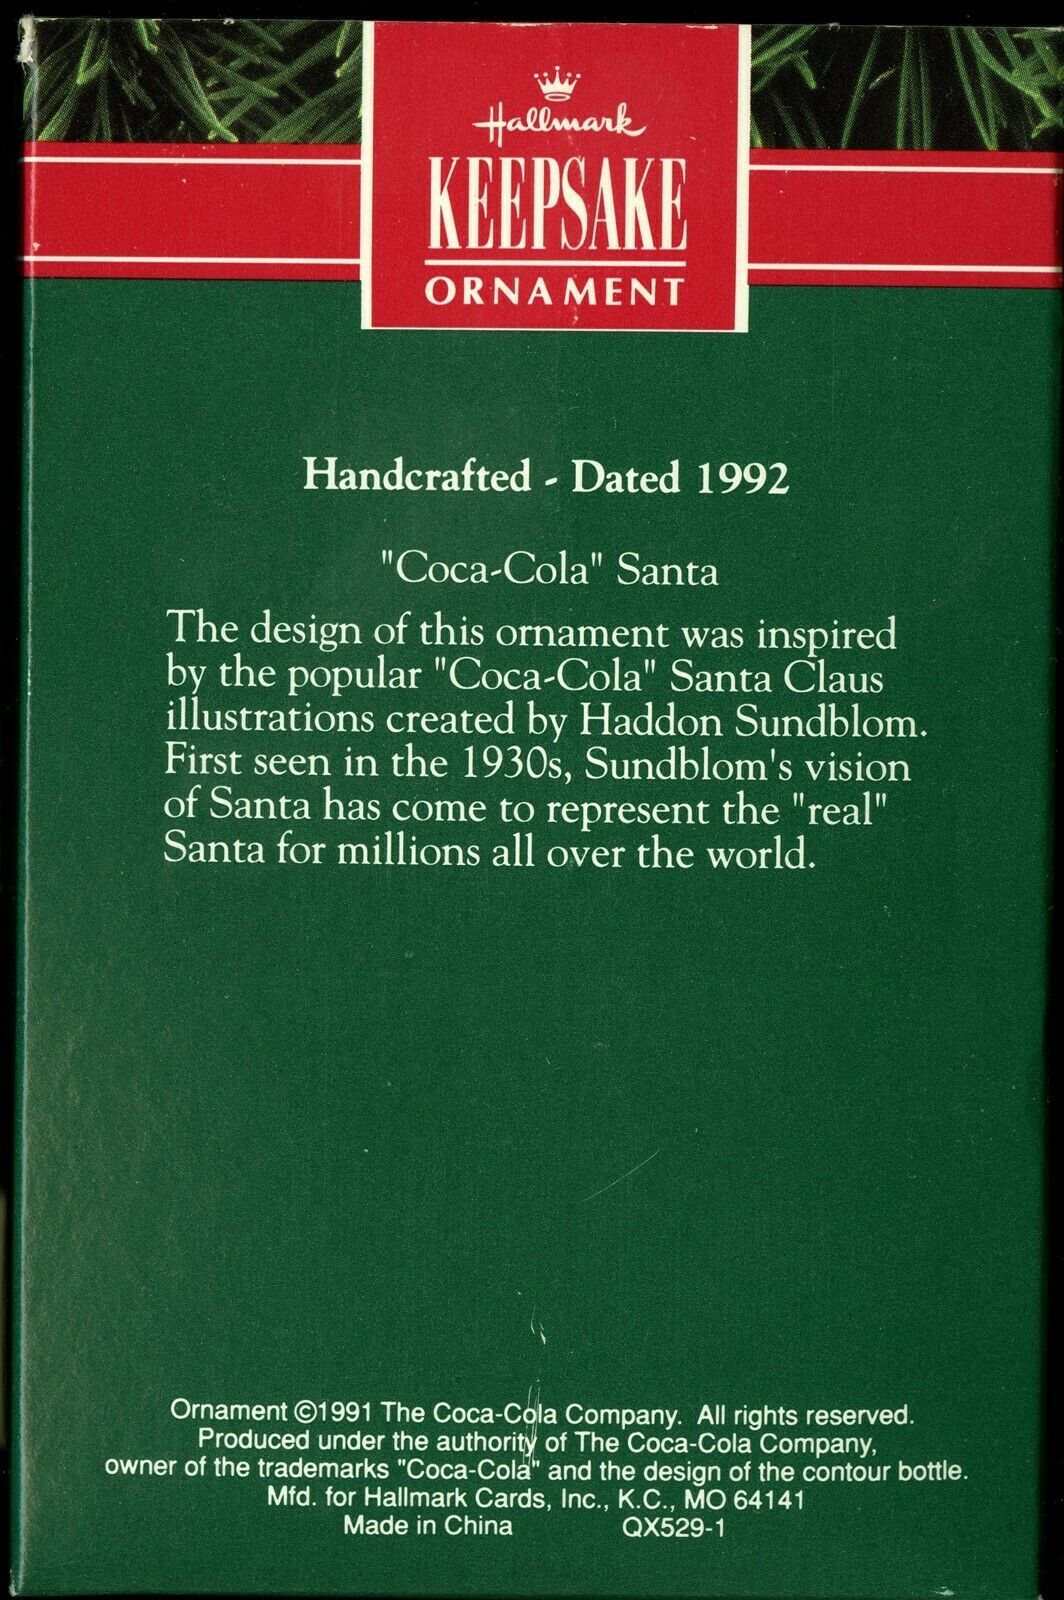 Hallmark
KEEPSAKE
ORNAMENT
Handcrafted - Dated 1992
"Coca-Cola" Santa
The design of this ornament was inspired
by the popular "Coca-Cola" Santa Claus
illustrations created by Haddon Sundblom.
First seen in the 1930s, Sundblom's vision
of Santa has come to represent the "real"
Santa for millions all over the world.
Ornament ©1991 The Coca-Cola Company. All rights reserved.
Produced under the authority of The Coca-Cola Company,
owner of the trademarks "Coca-Cola" and the design of the contour bottle.
Mfd. for Hallmark Cards, Inc., K.C., MO 64141
Made in China QX529-1